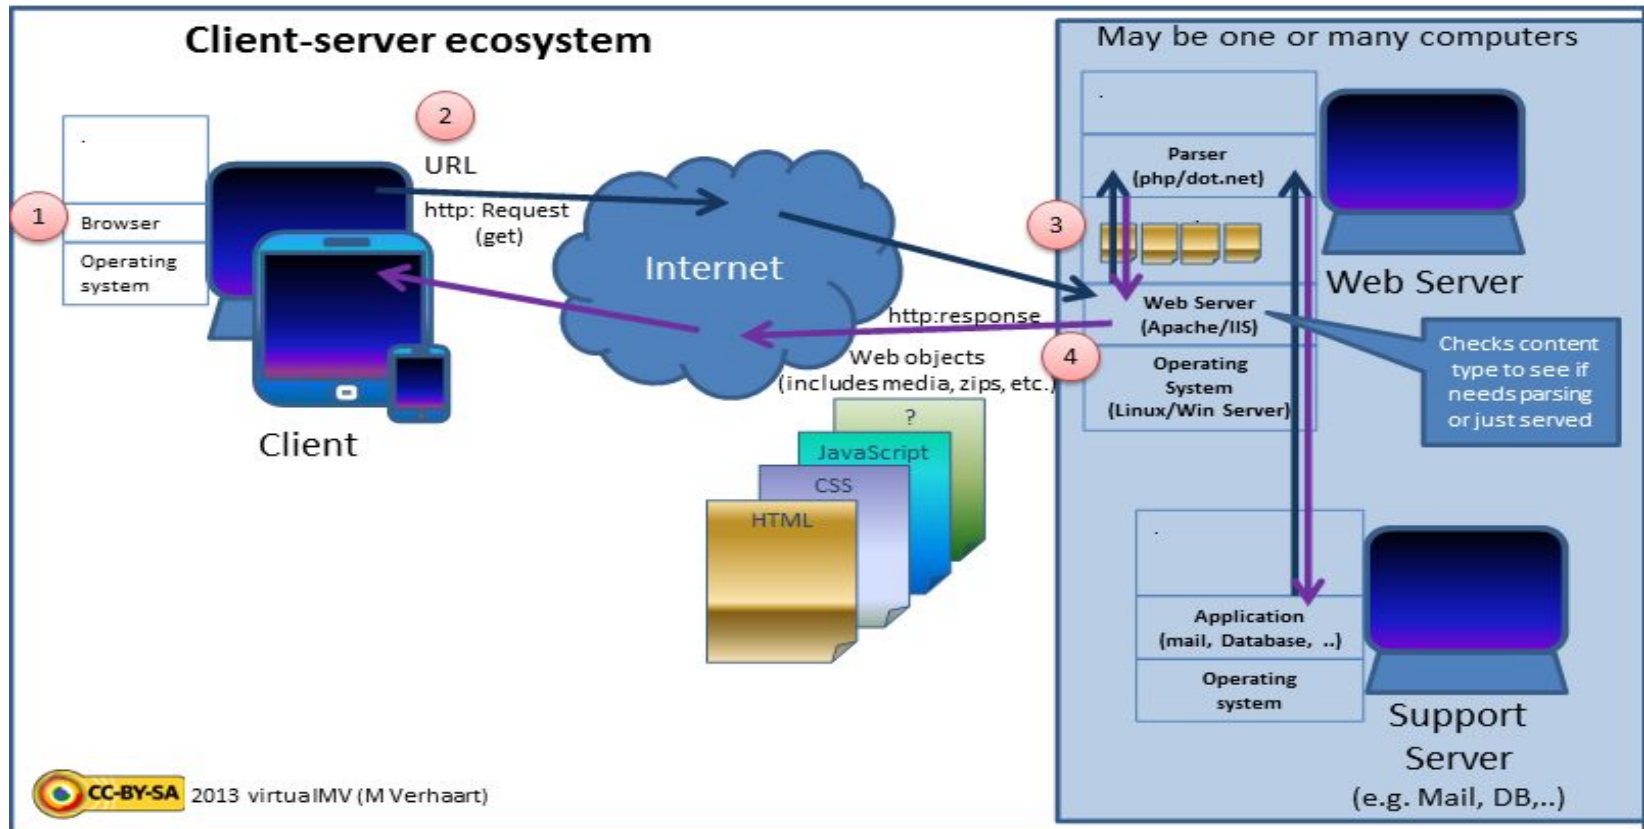 Client-server ecosystem
May be one or many computers
.
2
URL
http: Request
(get)
1
Browser
Operating
system
Client
Internet
http:response
Web objects
(includes media, zips, etc.)
?
JavaScript
CSS
HTML
.
Parser
(php/dot.net)
3
.
Web Server
(Apache/IIS)
4
Operating
System
(Linux/Win Server)
Web Server
Checks content
type to see if
needs parsing
or just served
.
Application
(mail, Database, ..)
Operating
system
Support
Server
(e.g. Mail, DB,..)
CC-BY-SA
2013 virtualMV (M Verhaart)